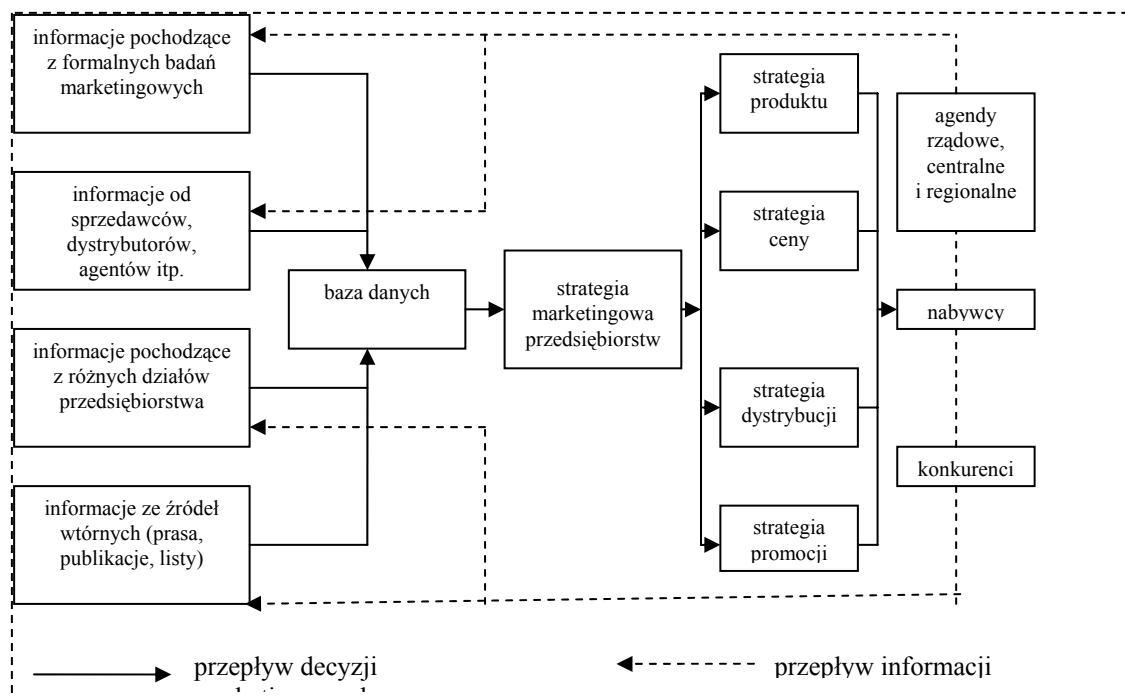 informacje pochodzące
z formalnych badań
marketingowych
informacje od
sprzedawców,
dystrybutorów,
agentów itp.
informacje pochodzące
z różnych działów
przedsiębiorstwa
informacje ze źródeł
wtórnych (prasa,
publikacje, listy)
baza danych
strategia
marketingowa
przedsiębiorstw
strategia
produktu
strategia
ceny
strategia
dystrybucji
strategia
promocji
agendy
rządowe,
centralne
i regionalne
nabywcy
konkurenci
przepływ decyzji
przepływ informacji